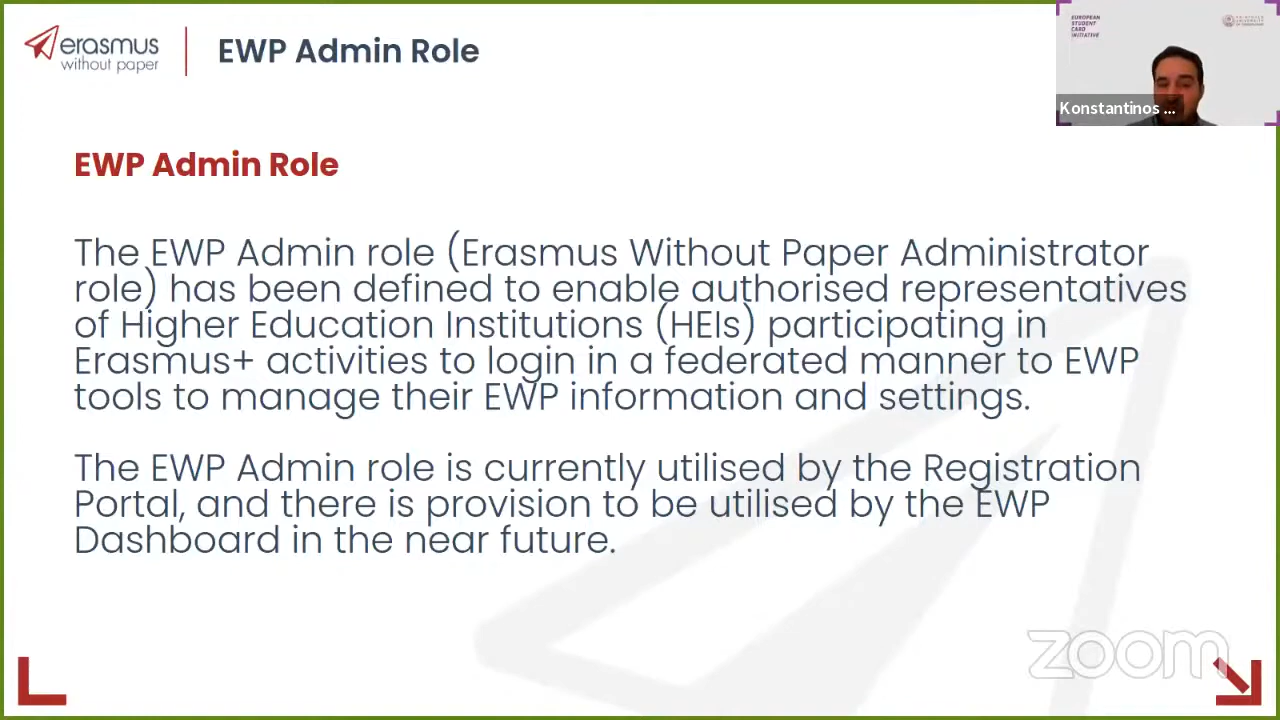 erasmus
without paper
EWP Admin Role
EUROPEAN
STUDENT
CARD
INITIATIVE
Konstantinos ...
EWP Admin Role
The EWP Admin role (Erasmus Without Paper Administrator
role) has been defined to enable authorised representatives
of Higher Education Institutions (HEIs) participating in
Erasmus+ activities to login in a federated manner to EWP
tools to manage their EWP information and settings.
The EWP Admin role is currently utilised by the Registration
Portal, and there is provision to be utilised by the EWP
Dashboard in the near future.
zoom